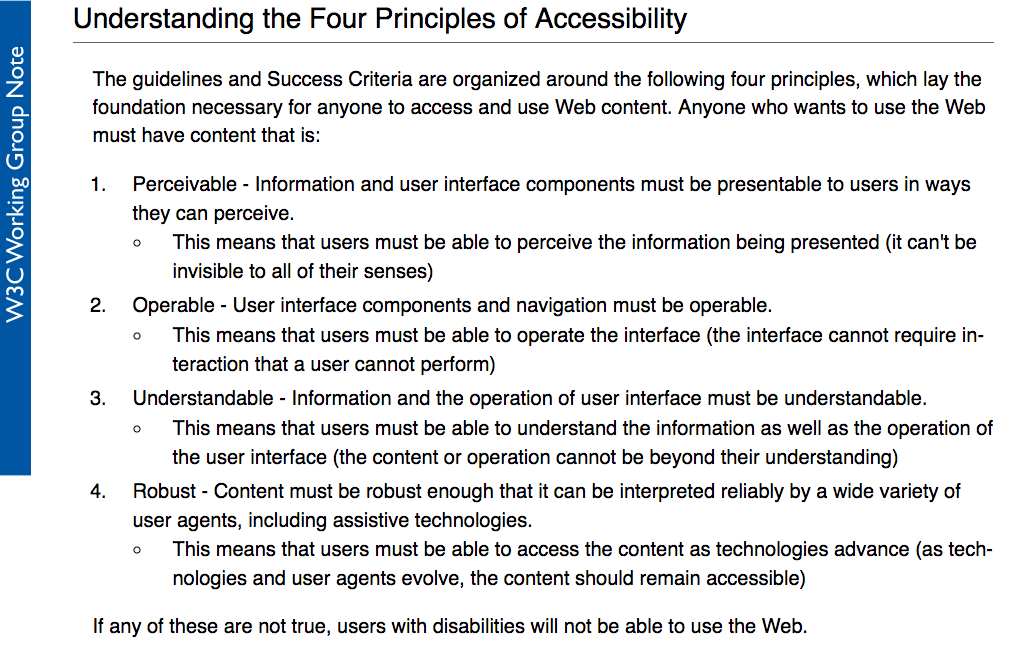 Understanding the Four Principles of Accessibility
W3C Working Group Note
The guidelines and Success Criteria are organized around the following four principles, which lay the
foundation necessary for anyone to access and use Web content. Anyone who wants to use the Web
must have content that is:
1. Perceivable - Information and user interface components must be presentable to users in ways
they can perceive.
○ This means that users must be able to perceive the information being presented (it can't be
invisible to all of their senses)
2. Operable - User interface components and navigation must be operable.
○ This means that users must be able to operate the interface (the interface cannot require in-
teraction that a user cannot perform)
3. Understandable - Information and the operation of user interface must be understandable.
○ This means that users must be able to understand the information as well as the operation of
the user interface (the content or operation cannot be beyond their understanding)
4. Robust - Content must be robust enough that it can be interpreted reliably by a wide variety of
user agents, including assistive technologies.
○ This means that users must be able to access the content as technologies advance (as tech-
nologies and user agents evolve, the content should remain accessible)
If any of these are not true, users with disabilities will not be able to use the Web.